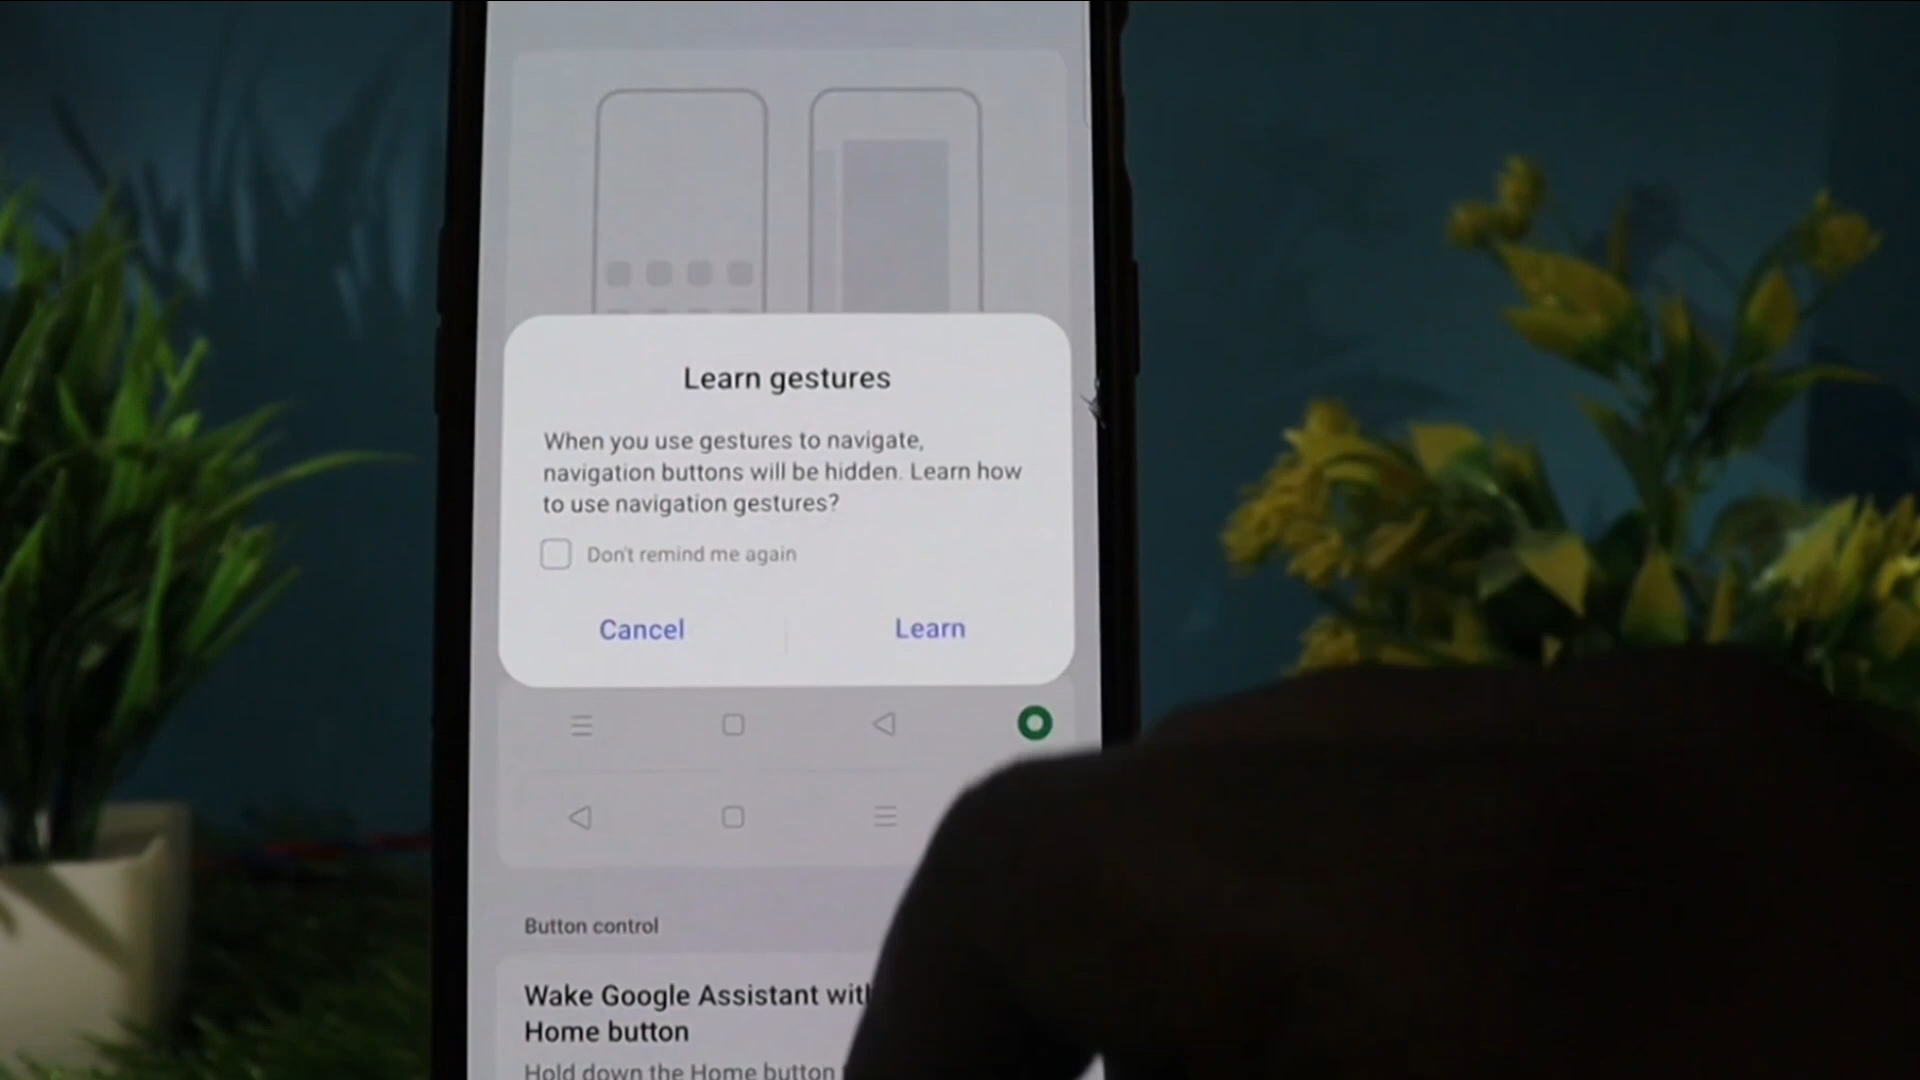 Learn gestures
When you use gestures to navigate,
navigation buttons will be hidden. Learn how
to use navigation gestures?
Don't remind me again
Cancel
Learn
Button control
Wake Google Assistant with
Home button
Hold down the Home button